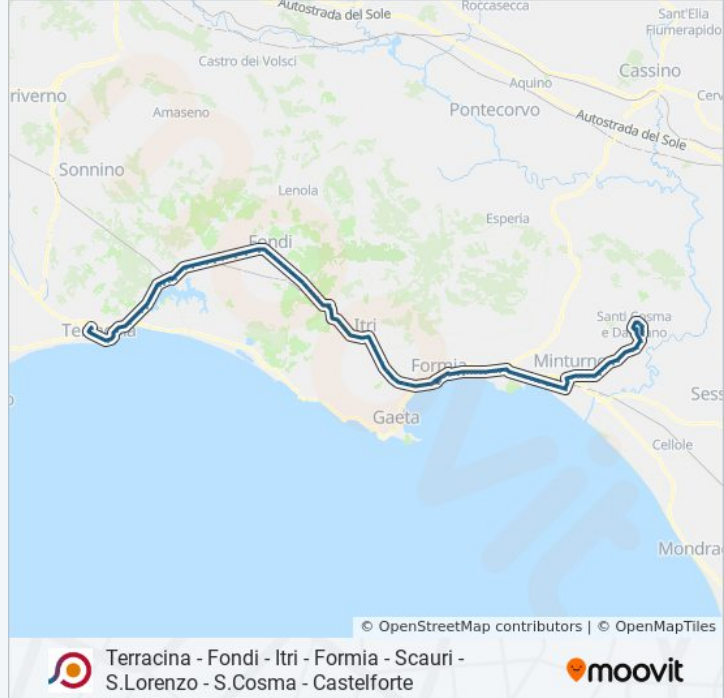 Autostrada del Sole
Roccasecca
Sant'Elia
Fiumerapido
Castro dei Volsci
Cassino
Aquino
Cerv
riverno
Amaseno
Pontecorvo
Autostrada del Sole
Sonnino
Lenola
Esperia
Fondi
Terracina
Itri
Santi Cosma
e Damiano
Formia
Minturno
Sess
Gaeta
Cellole
Mondra
© OpenStreetMap contributors | © OpenMapTiles
Terracina - Fondi - Itri - Formia - Scauri -
S.Lorenzo - S.Cosma - Castelforte
moovit